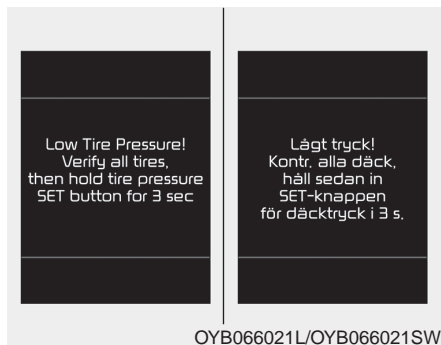 Low Tire Pressure!
Verify all tires,
then hold tire pressure
SET button for 3 sec
Lågt tryck!
Kontr. alla däck,
håll sedan in
SET-knappen
för däcktryck i 3 s.
OYB066021L/OYB066021SW